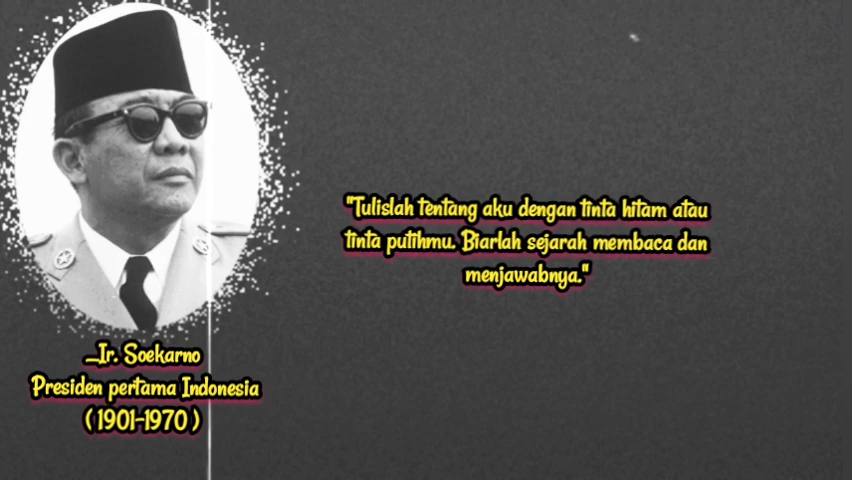 "Tulislah tentang aku dengan tinta hitam atau
tinta putihmu. Biarlah sejarah membaca dan
menjawabnya."
_Ir. Soekarno
Presiden pertama Indonesia
( 1901-1970 )